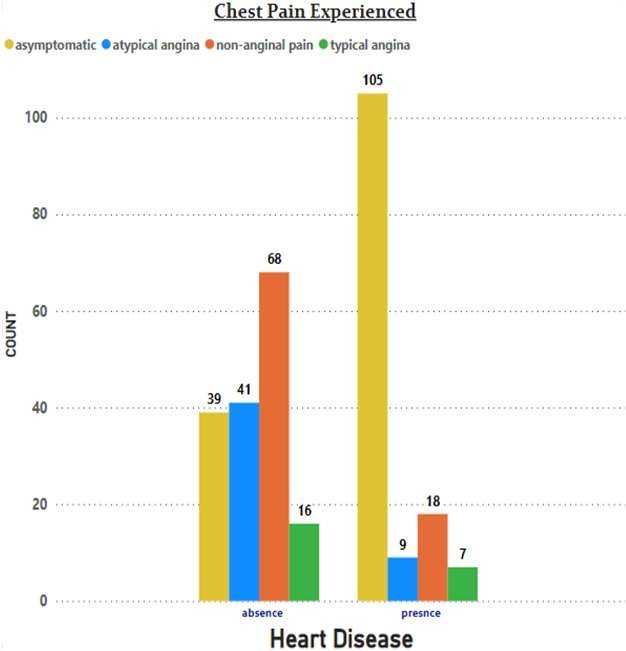 Chest Pain Experienced
asymptomatic atypical angina non-anginal pain typical angina
105
100
80
68
60
COUNT
39 41
40
20
16
18
9
7
0
absence presnce
Heart Disease